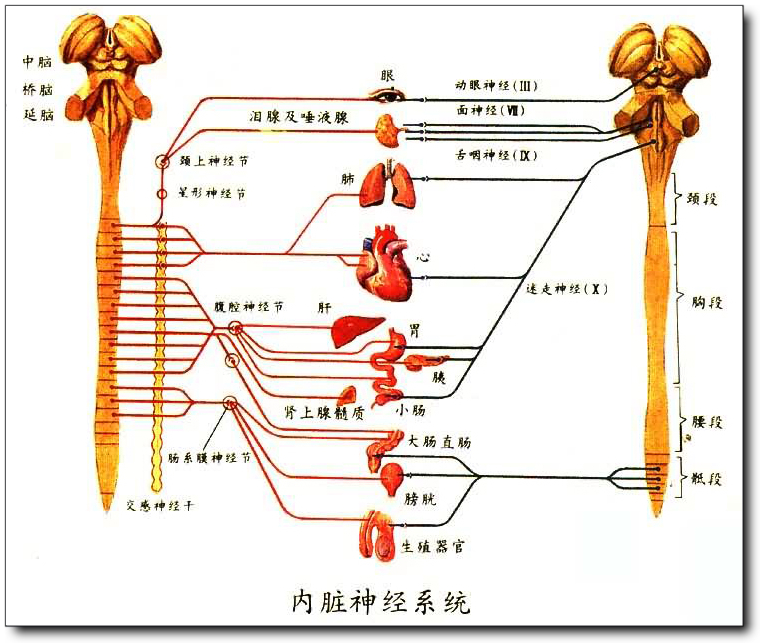 中脑
桥脑
延脑
眼
动眼神经(Ⅲ)
泪腺及唾液腺
面神经(Ⅶ)
舌咽神经(Ⅸ)
颈上神经节
肺
星形神经节
颈段
心
迷走神经(Ⅹ)
胸段
腹腔神经节
肝
胃
胰
肾上腺髓质
小肠
腰段
大肠直肠
肠系膜神经节
骶段
膀胱
交感神经干
生殖器官
内脏神经系统